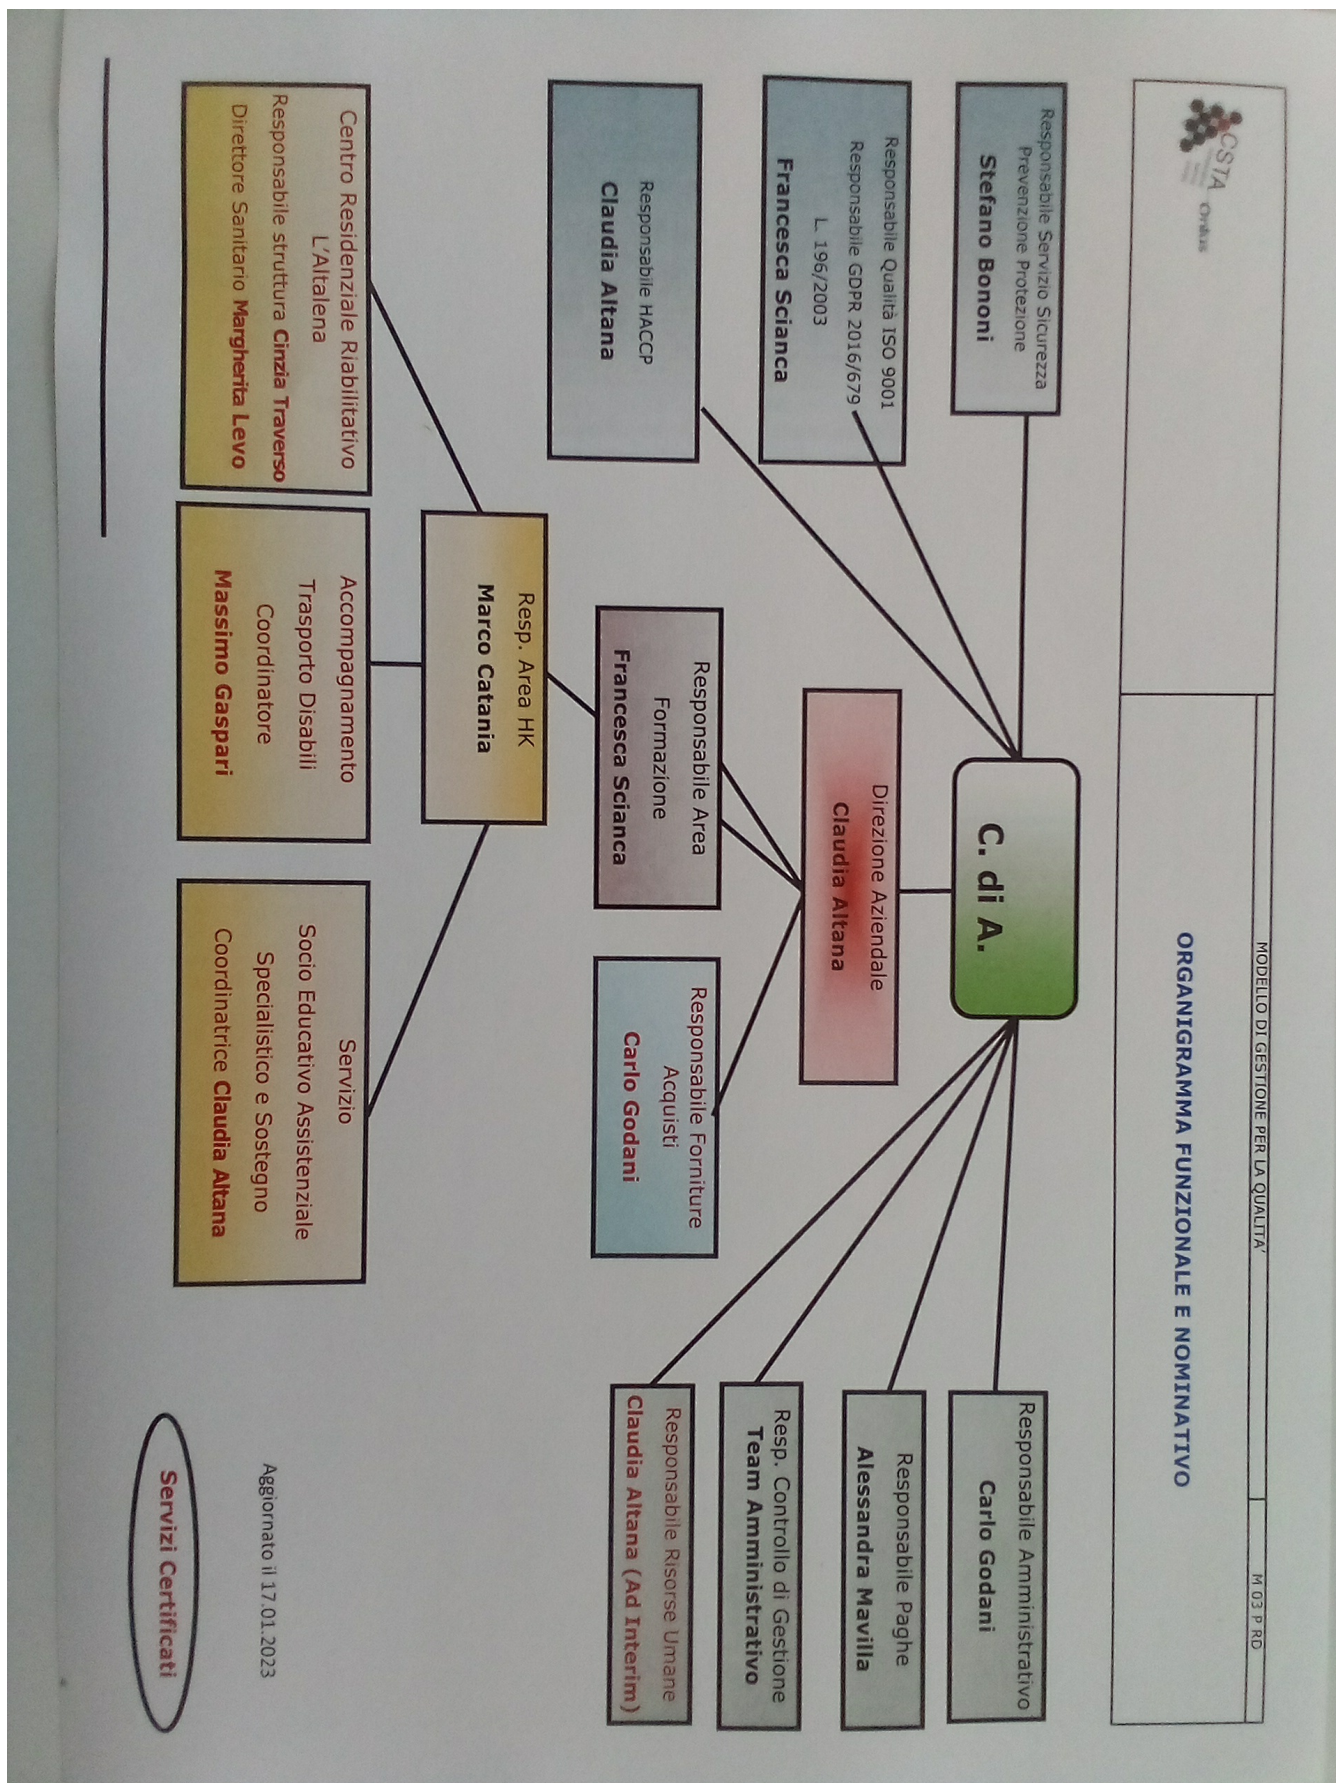 CSTA Onlus
MODELLO DI GESTIONE PER LA QUALITA'
M 03 P RD
ORGANIGRAMMA FUNZIONALE E NOMINATIVO
Responsabile Servizio Sicurezza
Prevenzione Protezione
Stefano Bononi
C. di A.
Responsabile Amministrativo
Carlo Godani
Responsabile Qualità ISO 9001
Responsabile GDPR 2016/679
L. 196/2003
Francesca Scianca
Direzione Aziendale
Claudia Altana
Responsabile Paghe
Alessandra Mavilla
Responsabile HACCP
Claudia Altana
Responsabile Area
Formazione
Francesca Scianca
Responsabile Forniture
Acquisti
Carlo Godani
Resp. Controllo di Gestione
Team Amministrativo
Responsabile Risorse Umane
Claudia Altana (Ad Interim)
Resp. Area HK
Marco Catania
Centro Residenziale Riabilitativo
L'Altalena
Responsabile struttura Cinzia Traverso
Direttore Sanitario Margherita Levo
Accompagnamento
Trasporto Disabili
Coordinatore
Massimo Gaspari
Servizio
Socio Educativo Assistenziale
Specialistico e Sostegno
Coordinatrice Claudia Altana
Aggiornato il 17.01.2023
Servizi Certificati